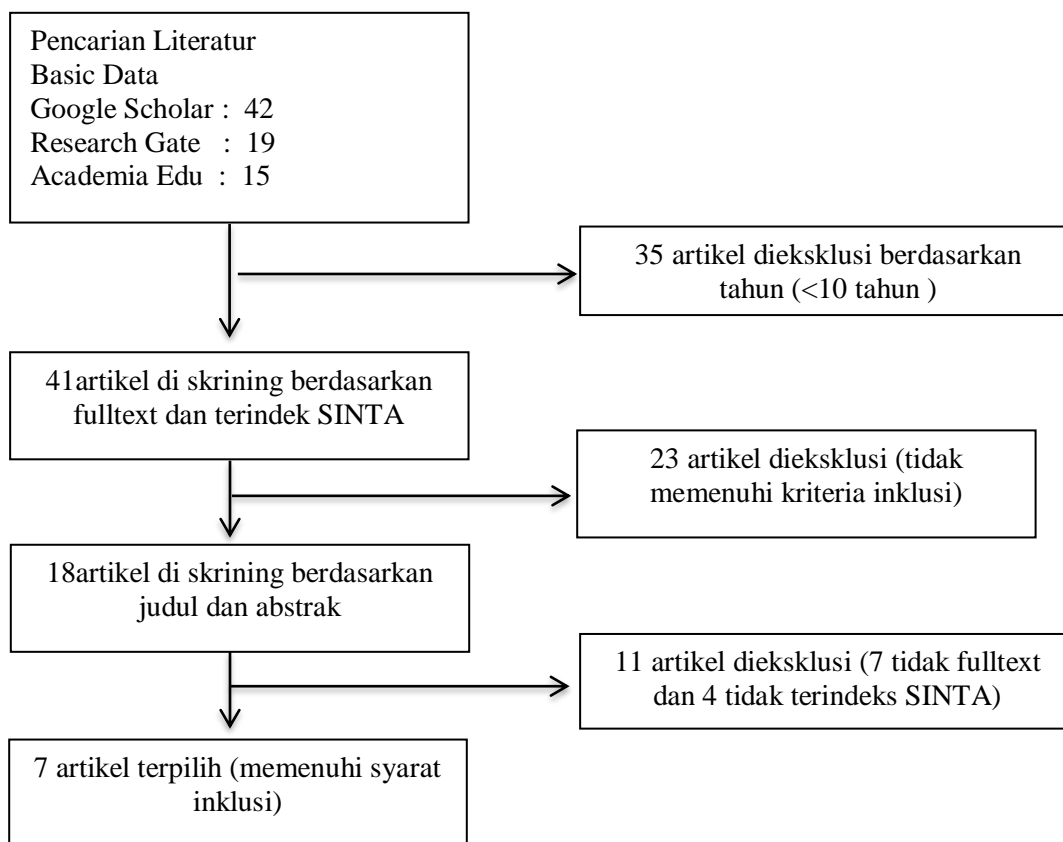 Pencarian Literatur
Basic Data
Google Scholar :  42
Research Gate   :  19
Academia Edu  :  15
35 artikel dieksklusi berdasarkan
tahun (<10 tahun )
41artikel di skrining berdasarkan
fulltext dan terindek SINTA
23 artikel dieksklusi (tidak
memenuhi kriteria inklusi)
18artikel di skrining berdasarkan
judul dan abstrak
11 artikel dieksklusi (7 tidak fulltext
dan 4 tidak terindeks SINTA)
7 artikel terpilih (memenuhi syarat
inklusi)